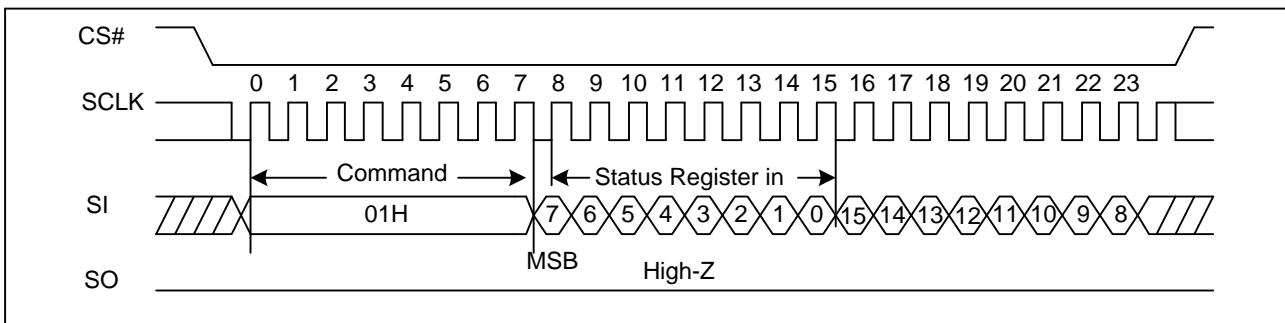 CS#
0 1 2 3 4 5 6 7 8 9 10 11 12 13 14 15 16 17 18 19 20 21 22 23
SCLK
Command Status Register in
SI 01H 7 6 5 4 3 2 1 0 15 14 13 12 11 10 9 8
MSB High-Z
SO